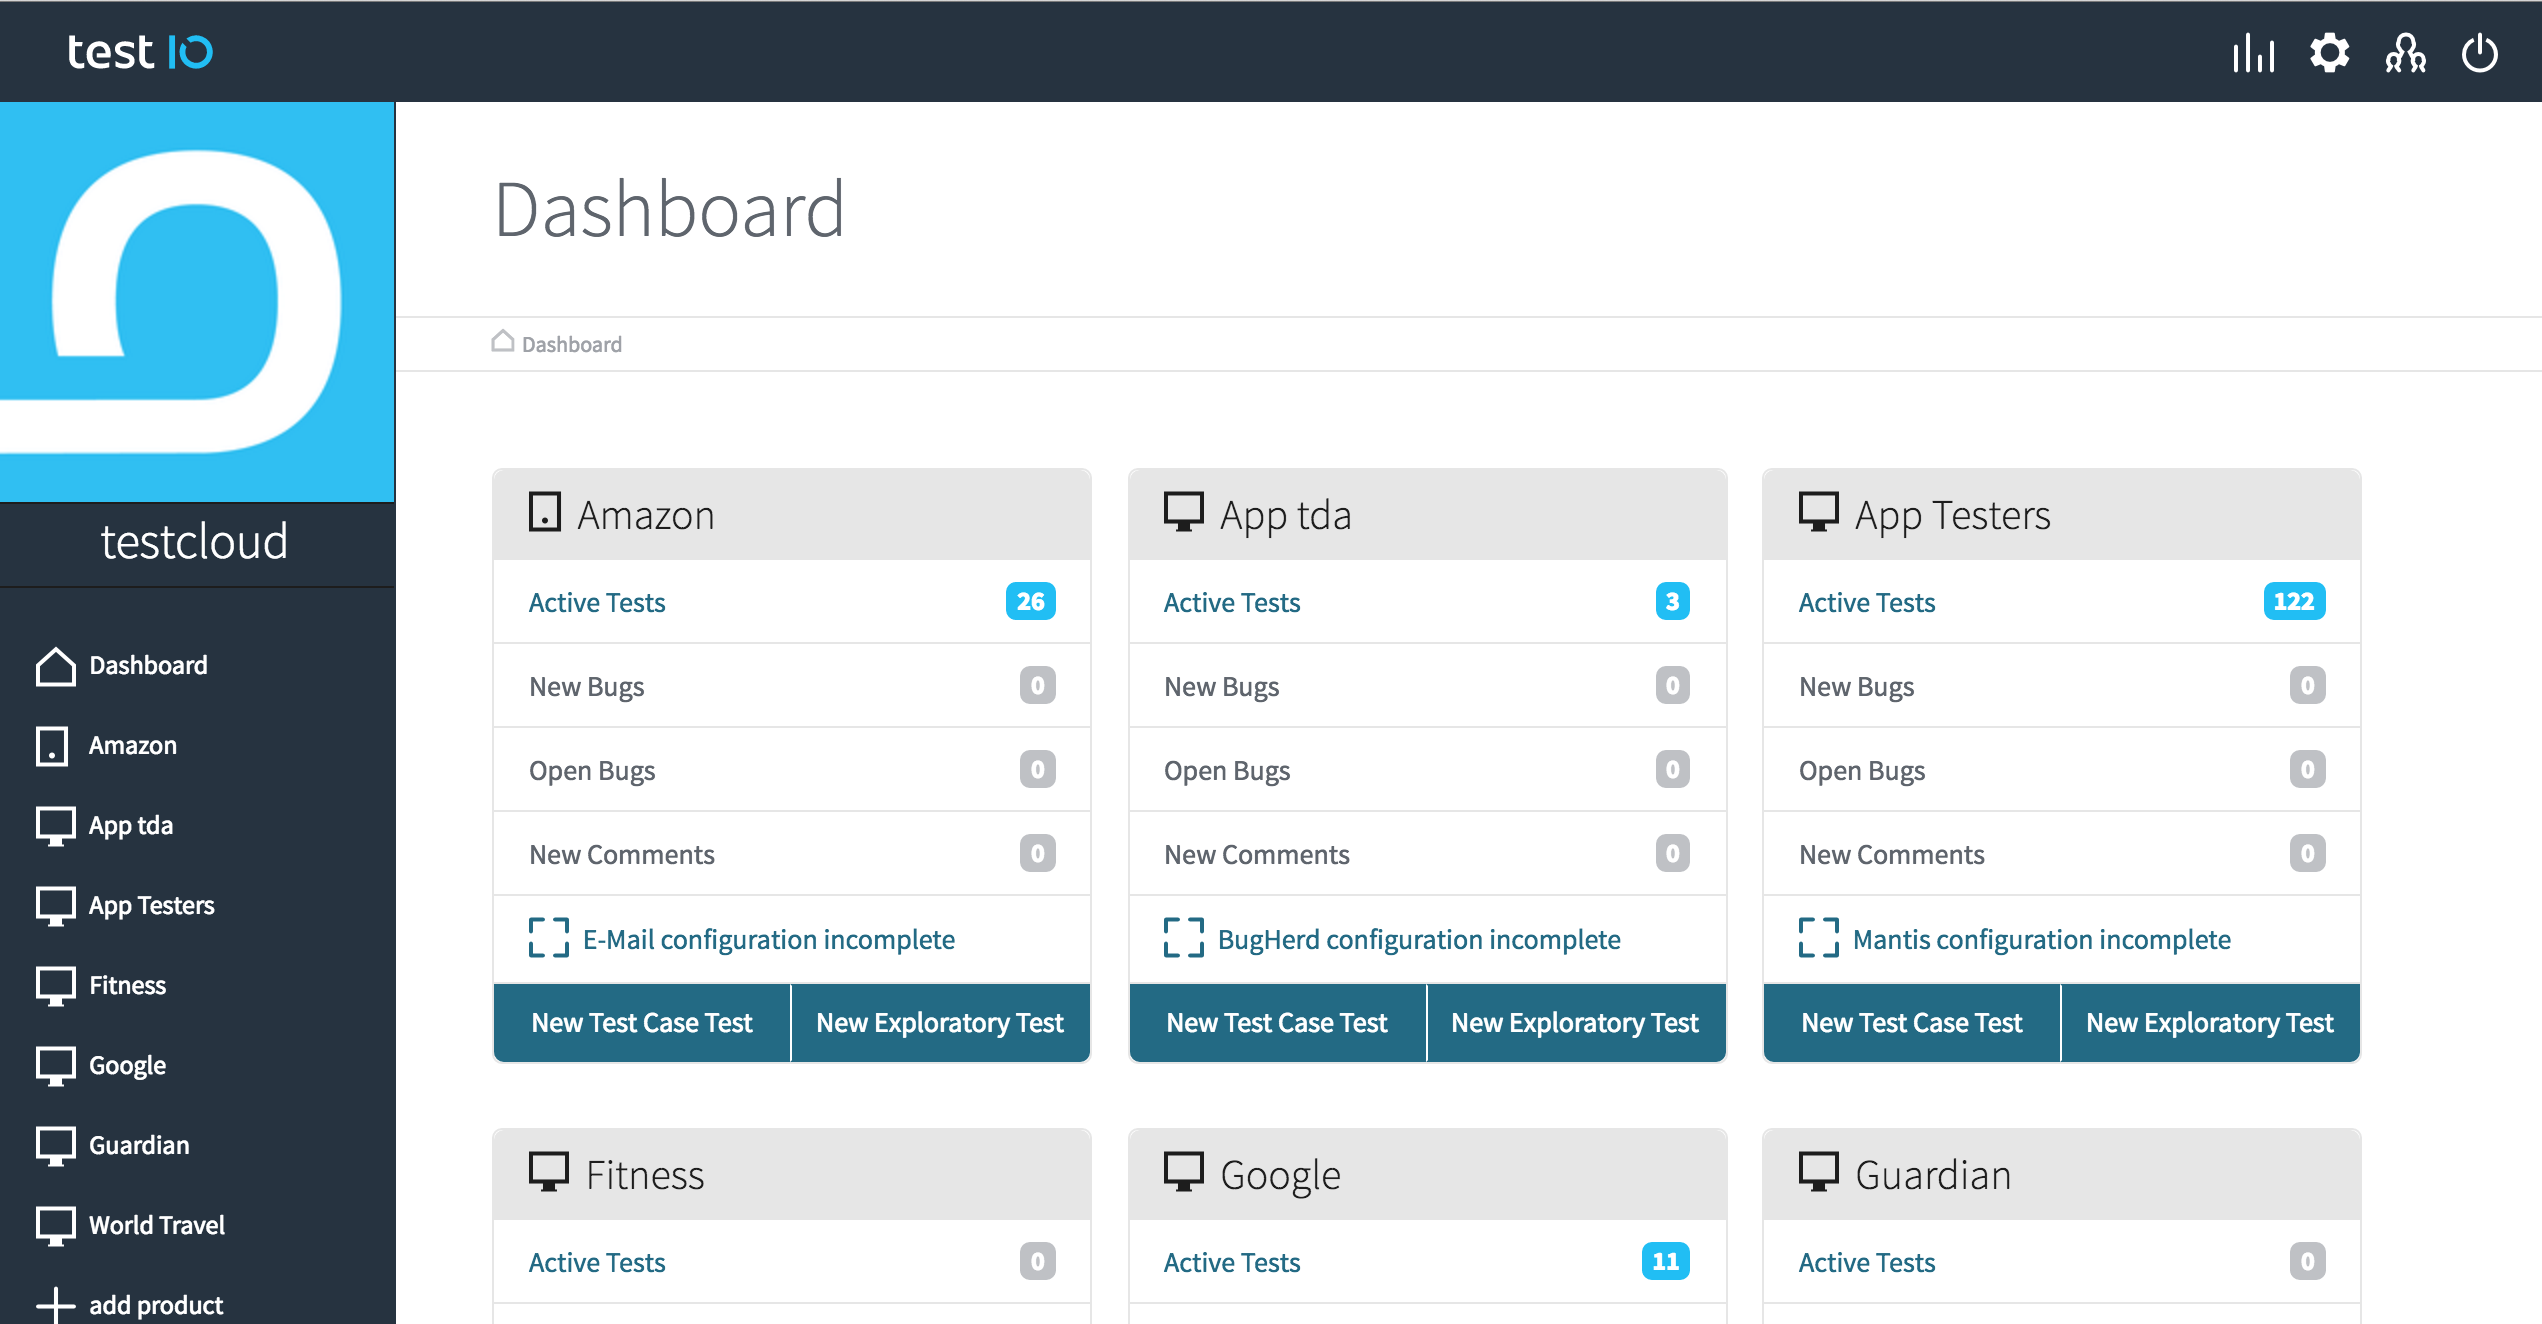 test IO
testcloud
Dashboard
Amazon
App tda
App Testers
Fitness
Google
Guardian
World Travel
add product
Dashboard
Dashboard
Amazon
Active Tests 26
New Bugs 0
Open Bugs 0
New Comments 0
E-Mail configuration incomplete
New Test Case Test New Exploratory Test
App tda
Active Tests 3
New Bugs 0
Open Bugs 0
New Comments 0
BugHerd configuration incomplete
New Test Case Test New Exploratory Test
App Testers
Active Tests 122
New Bugs 0
Open Bugs 0
New Comments 0
Mantis configuration incomplete
New Test Case Test New Exploratory Test
Fitness
Active Tests 0
Google
Active Tests 11
Guardian
Active Tests 0